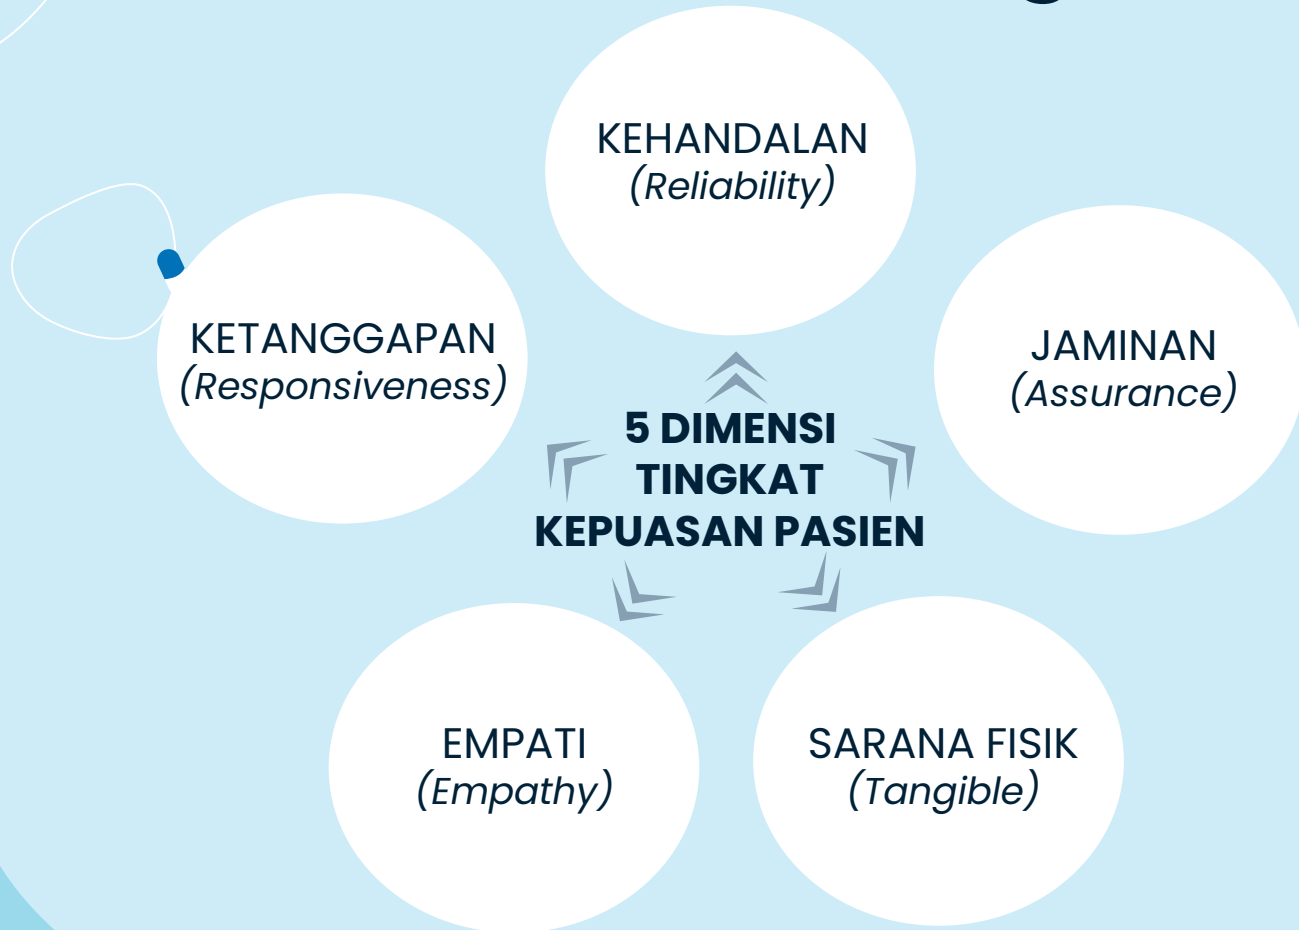 KEHANDALAN
(Reliability)
KETANGGAPAN
(Responsiveness)
JAMINAN
(Assurance)
5 DIMENSI
TINGKAT
KEPUASAN PASIEN
EMPATI
(Empathy)
SARANA FISIK
(Tangible)